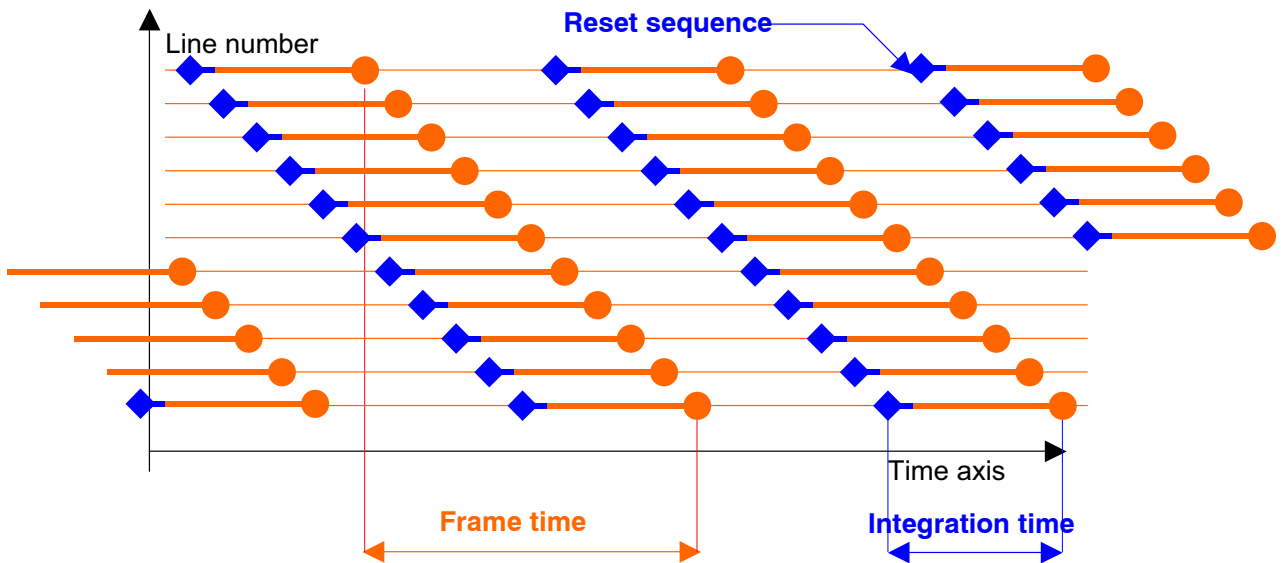 Reset sequence
Line number
Time axis
Frame time
Integration time